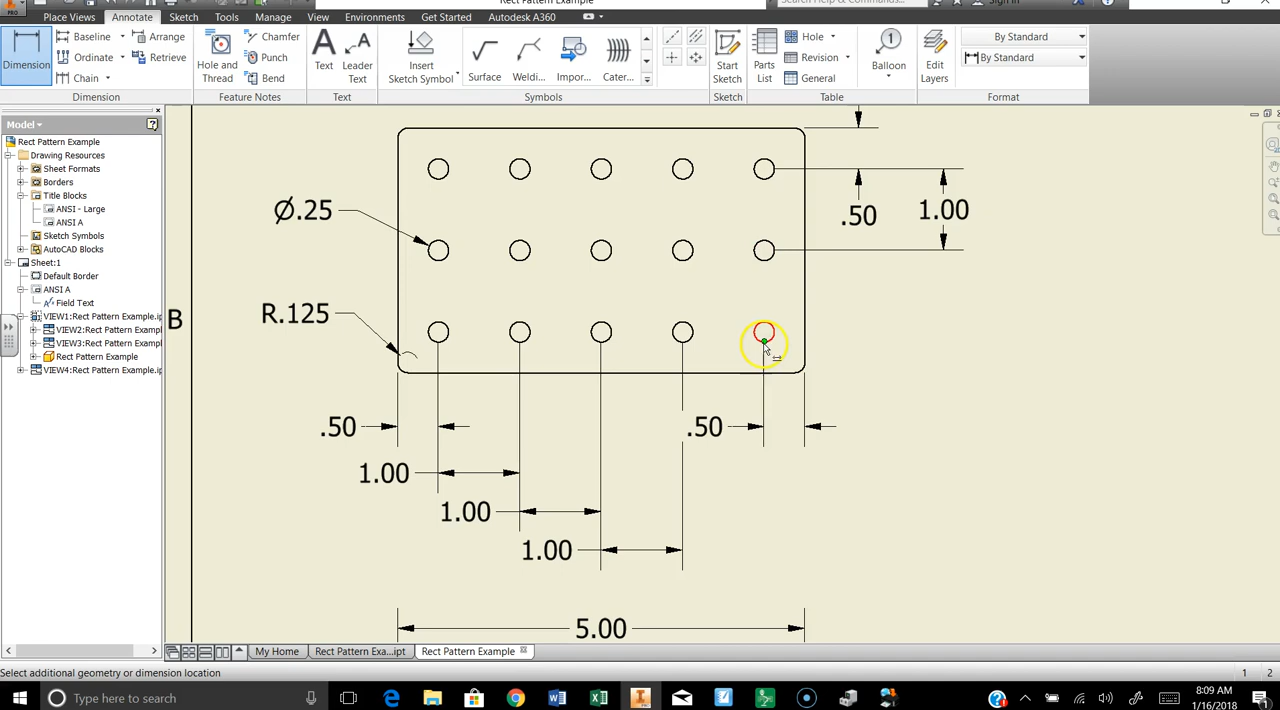 Rect Pattern Example
Search Help & Commands...
Sign In
PRO
Place Views Annotate Sketch Tools Manage View Environments Get Started Autodesk A360
Dimension
Baseline
Ordinate
Chain
Arrange
Retrieve
Dimension
Hole and
Thread
Chamfer
Punch
Bend
Feature Notes
Text
Leader
Text
Text
Insert
Sketch Symbol
Surface
Weldi...
Impor...
Cater...
Symbols
Start
Sketch
Sketch
Parts
List
Hole
Revision
General
Table
Balloon
1
Edit
Layers
By Standard
By Standard
Format
Model
Rect Pattern Example
Drawing Resources
Sheet Formats
Borders
Title Blocks
ANSI - Large
ANSI A
Sketch Symbols
AutoCAD Blocks
Sheet:1
Default Border
ANSI A
Field Text
VIEW1:Rect Pattern Example.ip
VIEW2:Rect Pattern Exampl
VIEW3:Rect Pattern Exampl
Rect Pattern Example
VIEW4:Rect Pattern Example.ip
B
Ø.25
R.125
.50
1.00
.50
.50
1.00
1.00
1.00
5.00
My Home
Rect Pattern Exa...ipt
Rect Pattern Example
Select additional geometry or dimension location
1 2
Type here to search
8:09 AM
1/16/2018